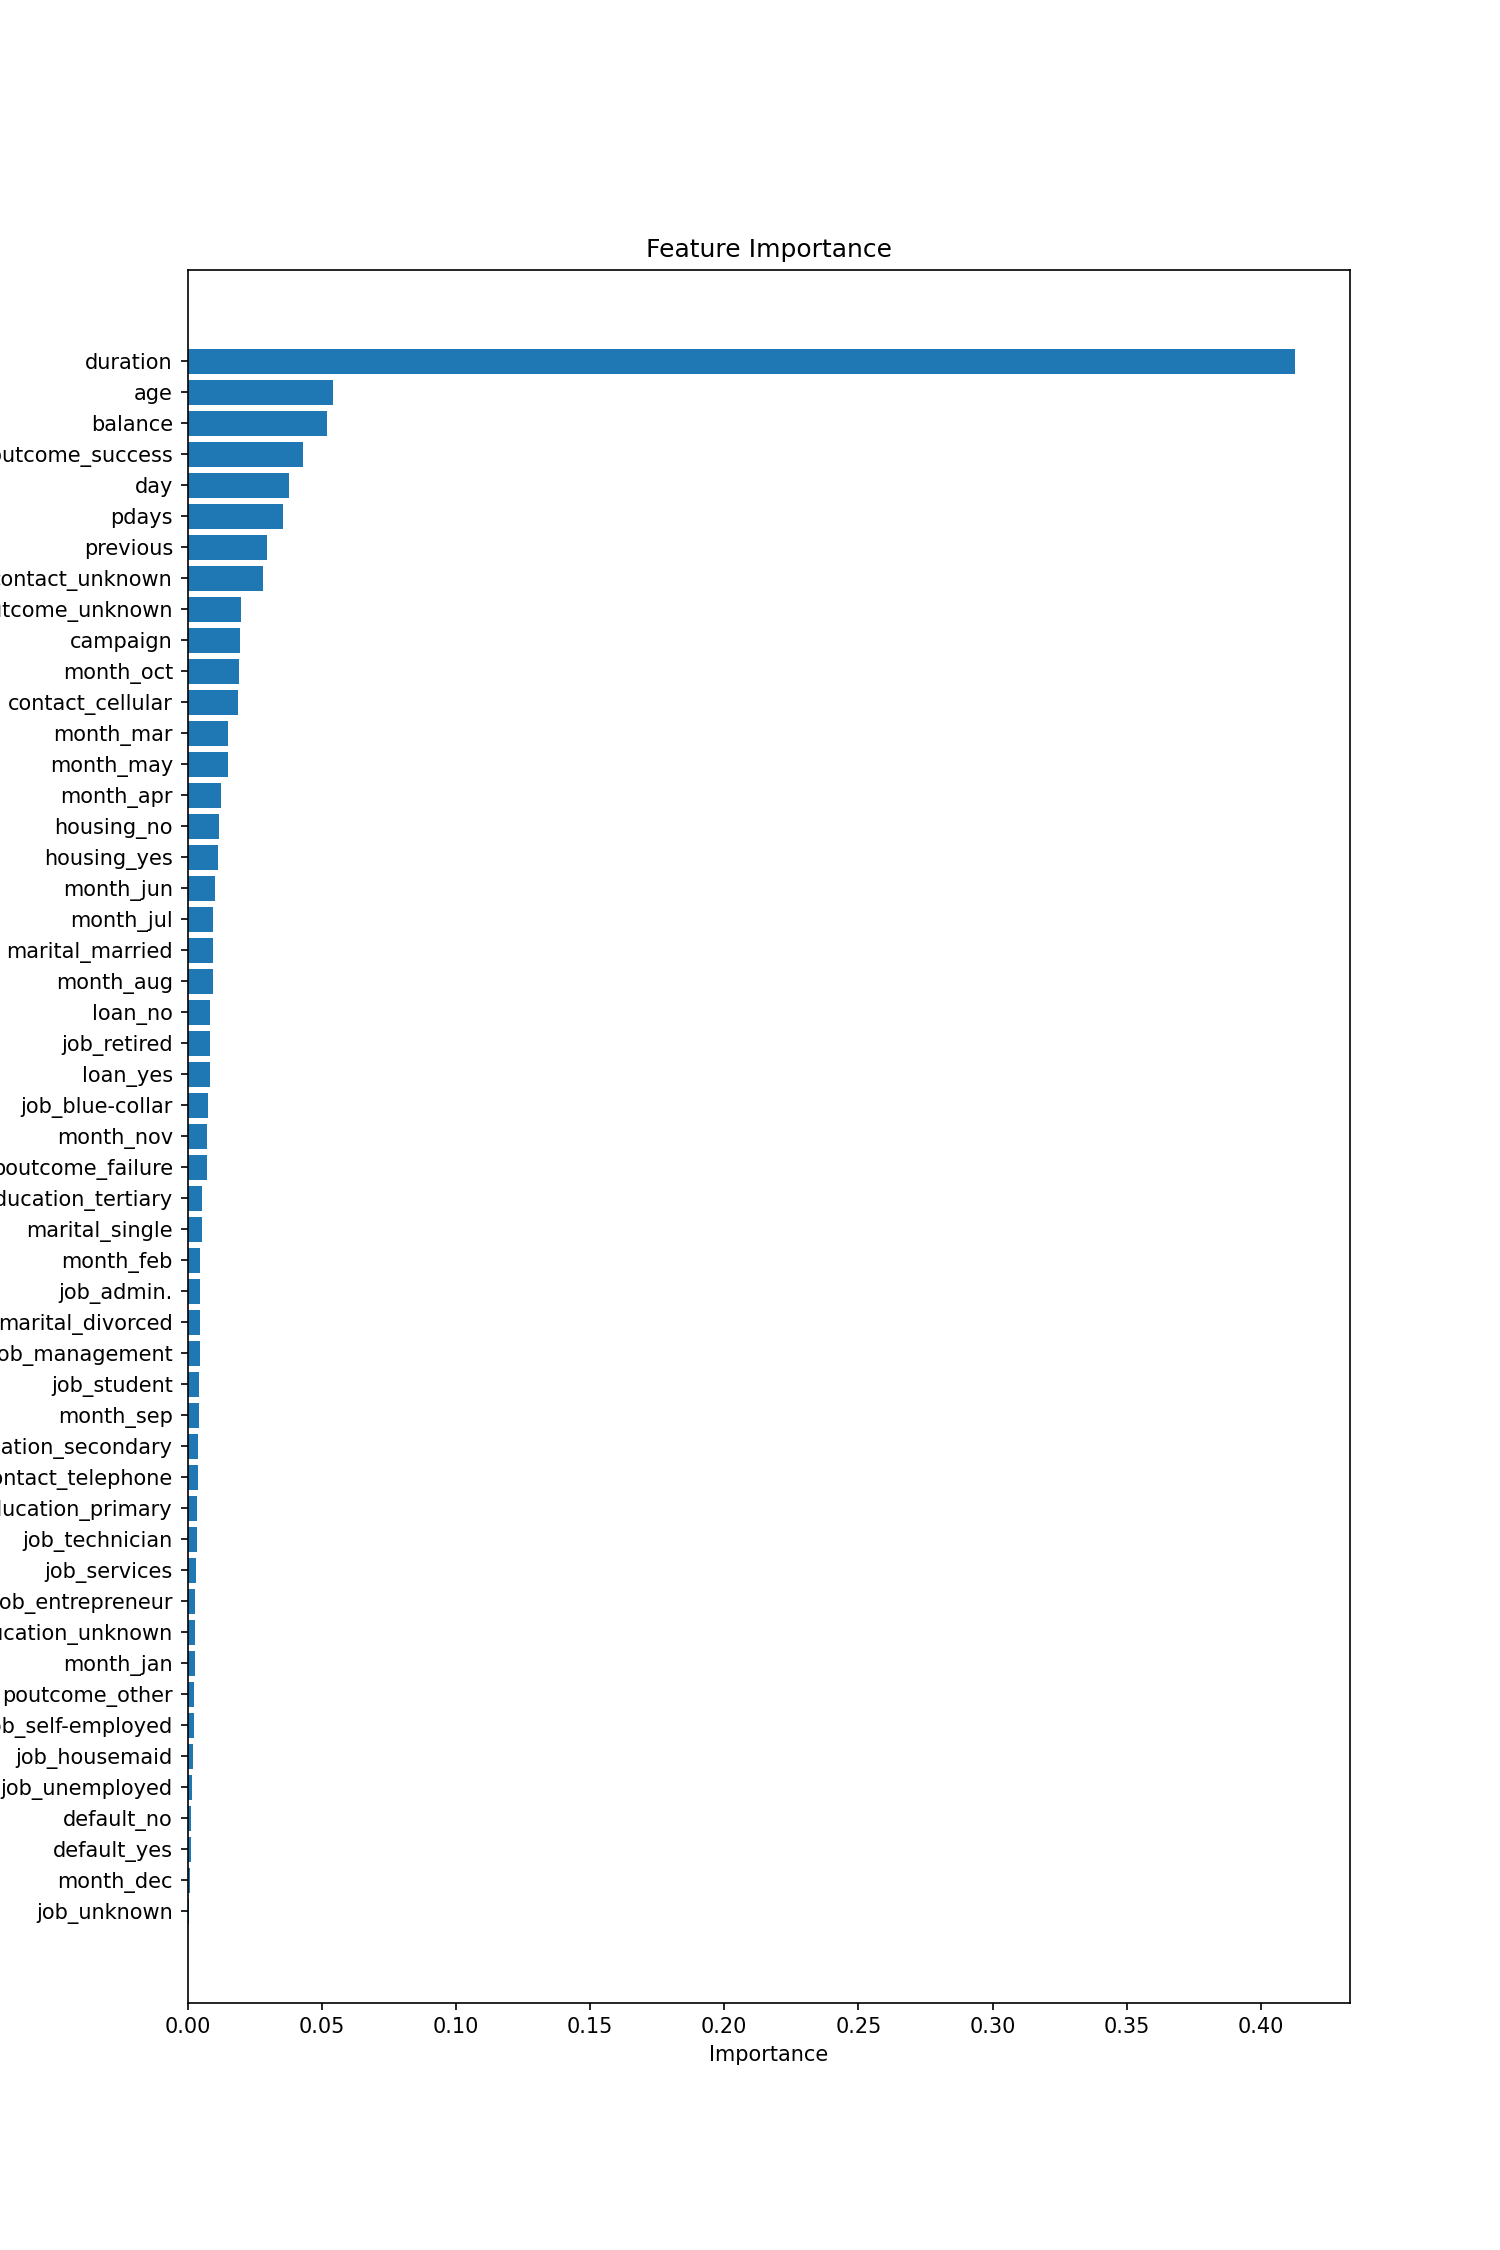 Feature Importance
duration
age
balance
outcome_success
day
pdays
previous
contact_unknown
tcome_unknown
campaign
month_oct
contact_cellular
month_mar
month_may
month_apr
housing_no
housing_yes
month_jun
month_jul
marital_married
month_aug
loan_no
job_retired
loan_yes
job_blue-collar
month_nov
poutcome_failure
ducation_tertiary
marital_single
month_feb
job_admin.
marital_divorced
ob_management
job_student
month_sep
ation_secondary
ontact_telephone
lucation_primary
job_technician
job_services
ob_entrepreneur
ucation_unknown
month_jan
poutcome_other
ob_self-employed
job_housemaid
job_unemployed
default_no
default_yes
month_dec
job_unknown
0.00 0.05 0.10 0.15 0.20 0.25 0.30 0.35 0.40
Importance